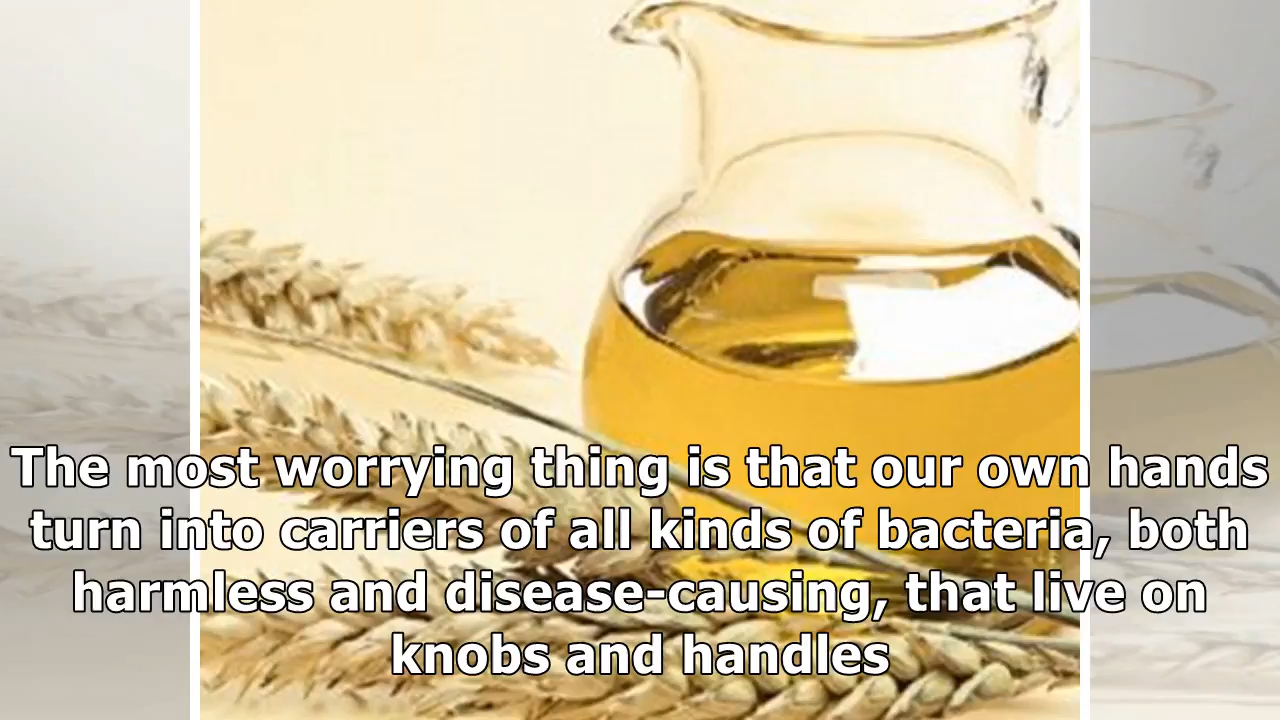 The most worrying thing is that our own hands
turn into carriers of all kinds of bacteria, both
harmless and disease-causing, that live on
knobs and handles